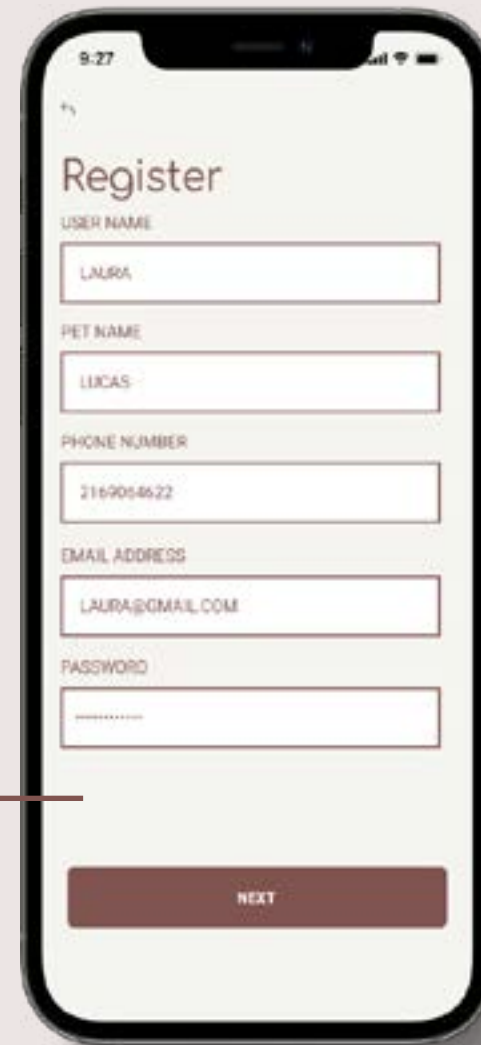 9:27
Register
USER NAME
LAURA
PET NAME
LUCAS
PHONE NUMBER
2169064622
EMAIL ADDRESS
LAURA@GMAIL.COM
PASSWORD
NEXT